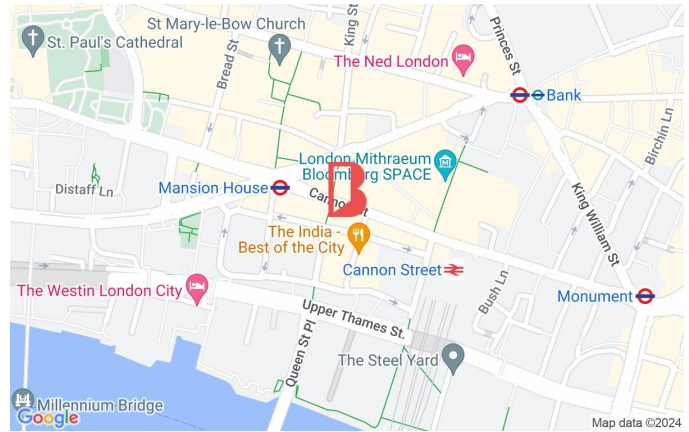 St Mary-le-Bow Church
King St
Princes St
St. Paul's Cathedral
Bread St
The Ned London
Bank
Birchin Ln
London Mithraeum
Bloomberg SPACE
Distaff Ln
Mansion House
Cannon St
King William St
The India -
Best of the City
Cannon Street
The Westin London City
Bush Ln
Monument
Upper Thames St.
Queen St Pl
The Steel Yard
Millennium Bridge
Google
Map data ©2024